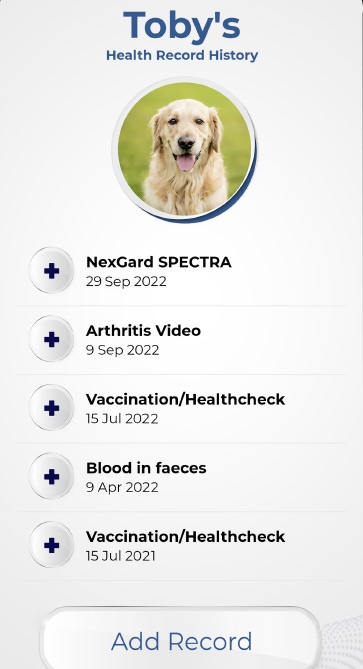 Toby's
Health Record History
NexGard SPECTRA
29 Sep 2022
Arthritis Video
9 Sep 2022
Vaccination/Healthcheck
15 Jul 2022
Blood in faeces
9 Apr 2022
Vaccination/Healthcheck
15 Jul 2021
Add Record